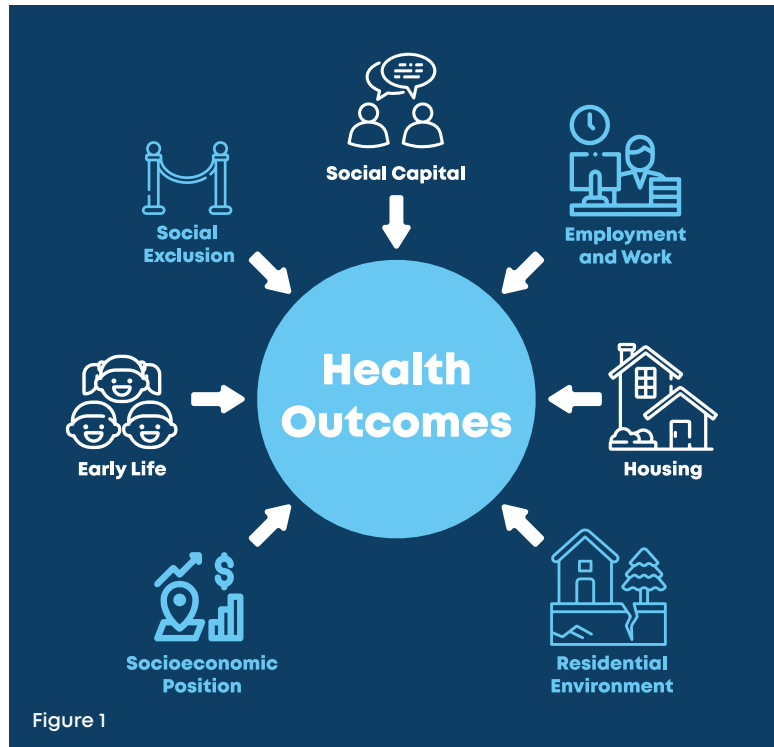 Social Capital
Social
Exclusion
Employment
and Work
Health
Outcomes
Early Life
Housing
$
Socioeconomic
Position
Residential
Environment
Figure 1